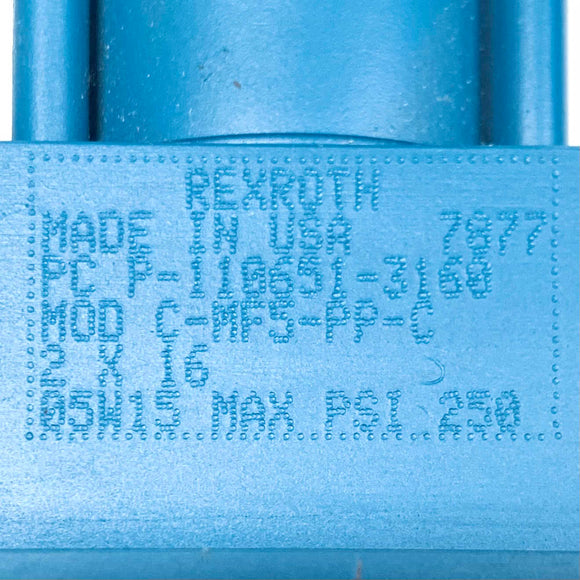 REXROTH
MADE IN USA 7877
PC P-110651-3160
MOD C-MF5-PP-C
2 X 16
05W15 MAX PSI 250